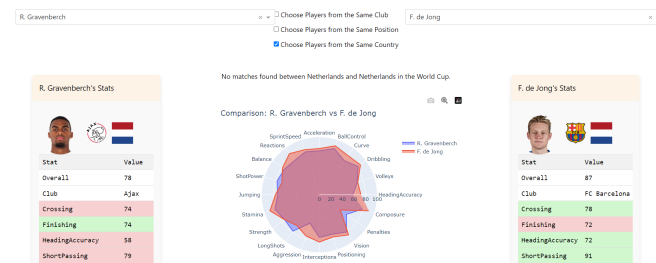 R. Gravenberch
Choose Players from the Same Club
F. de Jong
Choose Players from the Same Position
Choose Players from the Same Country
No matches found between Netherlands and Netherlands in the World Cup.
R. Gravenberch's Stats
Stat Value
Overall 78
Club Ajax
Crossing 74
Finishing 74
HeadingAccuracy 58
ShortPassing 79
Comparison: R. Gravenberch vs F. de Jong
Acceleration
BallControl
Curve
Dribbling
Volleys
HeadingAccuracy
Composure
Penalties
Vision
Positioning
Interceptions
Aggression
LongShots
Strength
Stamina
Jumping
ShotPower
Balance
Reactions
SprintSpeed
0 20 40 60 80 100
R. Gravenberch
F. de Jong
F. de Jong's Stats
Stat Value
Overall 87
Club FC Barcelona
Crossing 78
Finishing 72
HeadingAccuracy 72
ShortPassing 91